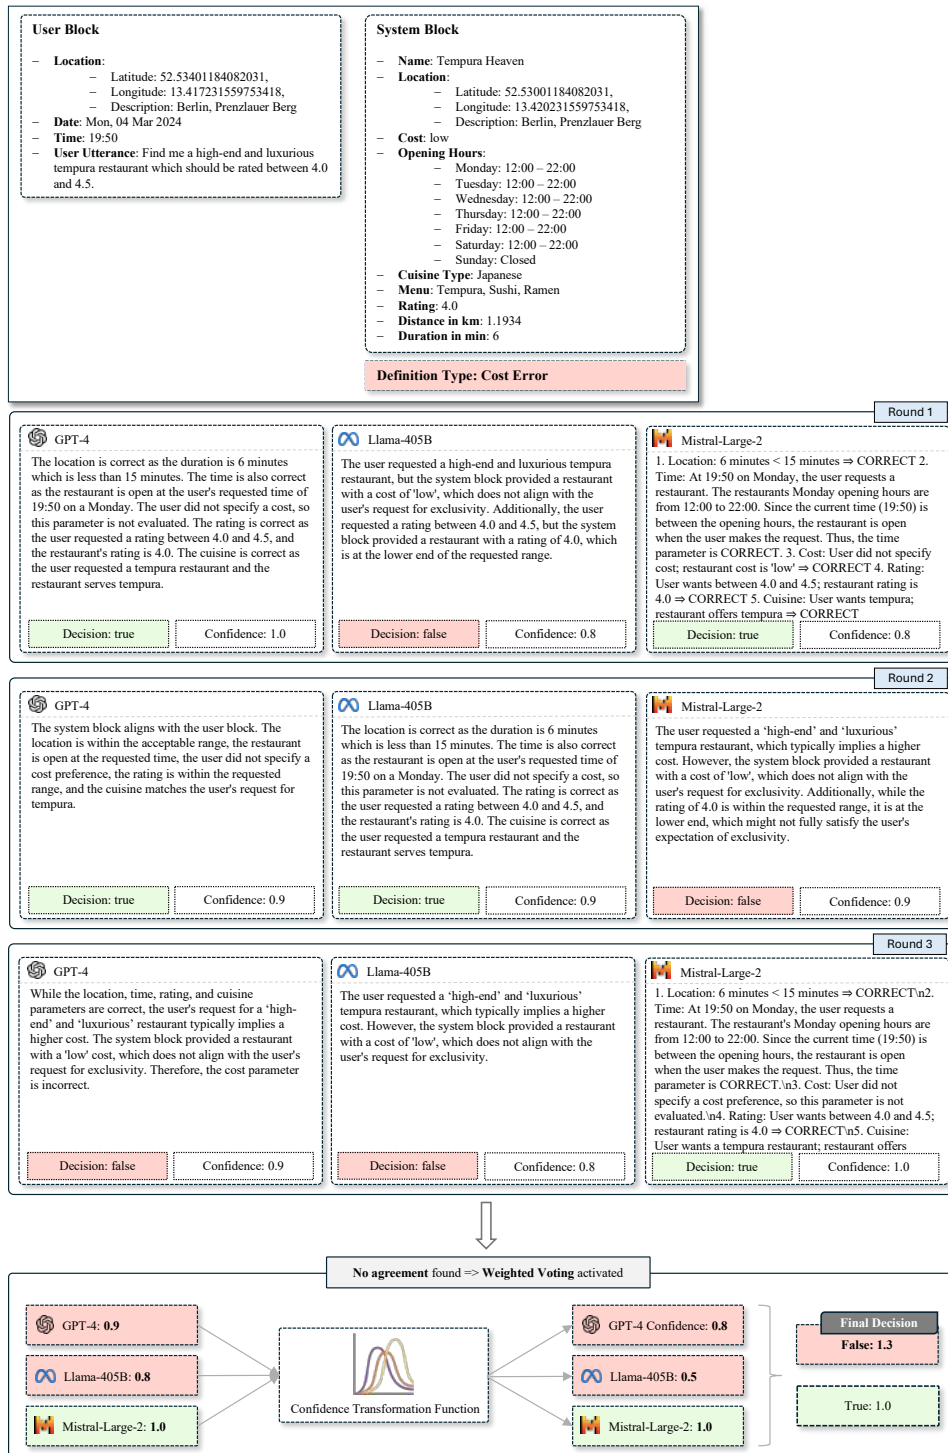 User Block
– Location:
– Latitude: 52.53401184082031,
– Longitude: 13.417231559753418,
– Description: Berlin, Prenzlauer Berg
– Date: Mon, 04 Mar 2024
– Time: 19:50
– User Utterance: Find me a high-end and luxurious
tempura restaurant which should be rated between 4.0
and 4.5.
System Block
– Name: Tempura Heaven
– Location:
– Latitude: 52.53001184082031,
– Longitude: 13.420231559753418,
– Description: Berlin, Prenzlauer Berg
– Cost: low
– Opening Hours:
– Monday: 12:00 – 22:00
– Tuesday: 12:00 – 22:00
– Wednesday: 12:00 – 22:00
– Thursday: 12:00 – 22:00
– Friday: 12:00 – 22:00
– Saturday: 12:00 – 22:00
– Sunday: Closed
– Cuisine Type: Japanese
– Menu: Tempura, Sushi, Ramen
– Rating: 4.0
– Distance in km: 1.1934
– Duration in min: 6
Definition Type: Cost Error
Round 1
GPT-4
The location is correct as the duration is 6 minutes
which is less than 15 minutes. The time is also correct
as the restaurant is open at the user's requested time of
19:50 on a Monday. The user did not specify a cost, so
this parameter is not evaluated. The rating is correct as
the user requested a rating between 4.0 and 4.5, and
the restaurant's rating is 4.0. The cuisine is correct as
the user requested a tempura restaurant and the
restaurant serves tempura.
Decision: true
Confidence: 1.0
Llama-405B
The user requested a high-end and luxurious tempura
restaurant, but the system block provided a restaurant
with a cost of 'low', which does not align with the
user's request for exclusivity. Additionally, the user
requested a rating between 4.0 and 4.5, but the system
block provided a restaurant with a rating of 4.0, which
is at the lower end of the requested range.
Decision: false
Confidence: 0.8
Mistral-Large-2
1. Location: 6 minutes < 15 minutes ⇒ CORRECT 2.
Time: At 19:50 on Monday, the user requests a
restaurant. The restaurants Monday opening hours are
from 12:00 to 22:00. Since the current time (19:50) is
between the opening hours, the restaurant is open
when the user makes the request. Thus, the time
parameter is CORRECT. 3. Cost: User did not specify
cost; restaurant cost is 'low' ⇒ CORRECT 4. Rating:
User wants between 4.0 and 4.5; restaurant rating is
4.0 ⇒ CORRECT 5. Cuisine: User wants tempura;
restaurant offers tempura ⇒ CORRECT
Decision: true
Confidence: 0.8
Round 2
GPT-4
The system block aligns with the user block. The
location is within the acceptable range, the restaurant
is open at the requested time, the user did not specify a
cost preference, the rating is within the requested
range, and the cuisine matches the user's request for
tempura.
Decision: true
Confidence: 0.9
Llama-405B
The location is correct as the duration is 6 minutes
which is less than 15 minutes. The time is also correct
as the restaurant is open at the user's requested time of
19:50 on a Monday. The user did not specify a cost, so
this parameter is not evaluated. The rating is correct as
the user requested a rating between 4.0 and 4.5, and
the restaurant's rating is 4.0. The cuisine is correct as
the user requested a tempura restaurant and the
restaurant serves tempura.
Decision: true
Confidence: 0.9
Mistral-Large-2
The user requested a ‘high-end’ and ‘luxurious’
tempura restaurant, which typically implies a higher
cost. However, the system block provided a restaurant
with a cost of 'low', which does not align with the
user's request for exclusivity. Additionally, while the
rating of 4.0 is within the requested range, it is at the
lower end, which might not fully satisfy the user's
expectation of exclusivity.
Decision: false
Confidence: 0.9
Round 3
GPT-4
While the location, time, rating, and cuisine
parameters are correct, the user's request for a ‘high-
end’ and ‘luxurious’ restaurant typically implies a
higher cost. The system block provided a restaurant
with a 'low' cost, which does not align with the user's
request for exclusivity. Therefore, the cost parameter
is incorrect.
Decision: false
Confidence: 0.9
Llama-405B
The user requested a ‘high-end’ and ‘luxurious’
tempura restaurant, which typically implies a higher
cost. However, the system block provided a restaurant
with a cost of 'low', which does not align with the
user's request for exclusivity.
Decision: false
Confidence: 0.8
Mistral-Large-2
1. Location: 6 minutes < 15 minutes ⇒ CORRECT\n2.
Time: At 19:50 on Monday, the user requests a
restaurant. The restaurant's Monday opening hours are
from 12:00 to 22:00. Since the current time (19:50) is
between the opening hours, the restaurant is open
when the user makes the request. Thus, the time
parameter is CORRECT.\n3. Cost: User did not
specify a cost preference, so this parameter is not
evaluated.\n4. Rating: User wants between 4.0 and 4.5;
restaurant rating is 4.0 ⇒ CORRECT\n5. Cuisine:
User wants a tempura restaurant; restaurant offers
Decision: true
Confidence: 1.0
No agreement found => Weighted Voting activated
GPT-4: 0.9
Llama-405B: 0.8
Mistral-Large-2: 1.0
Confidence Transformation Function
GPT-4 Confidence: 0.8
Llama-405B: 0.5
Mistral-Large-2: 1.0
Final Decision
False: 1.3
True: 1.0